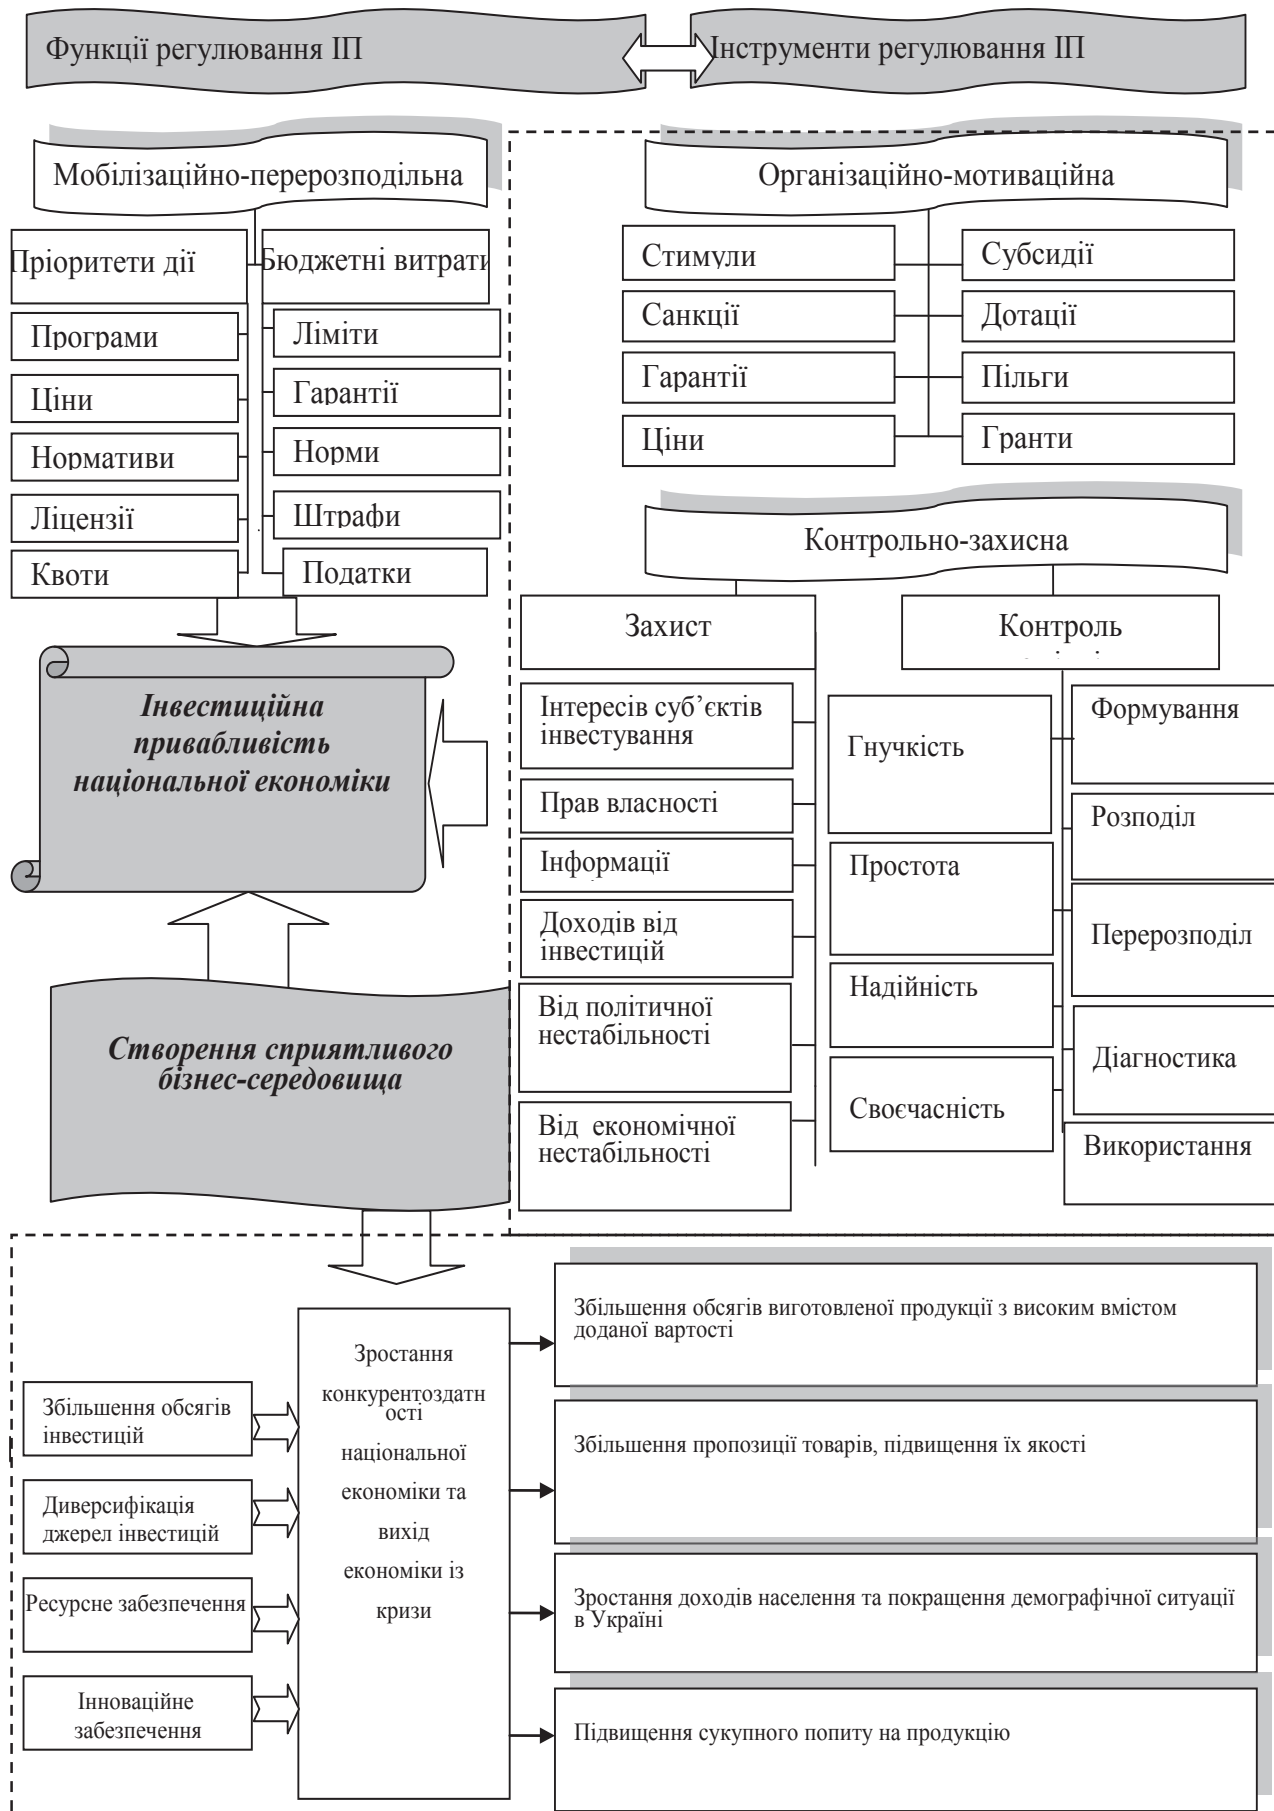 Функції регулювання ІП
Інструменти регулювання ІП
Мобілізаційно-перерозподільна
Пріоритети дії
Бюджетні витрати
Програми
Ліміти
Ціни
Гарантії
Нормативи
Норми
Ліцензії
Штрафи
Квоти
Податки
Організаційно-мотиваційна
Стимули
Субсидії
Санкції
Дотації
Гарантії
Пільги
Ціни
Гранти
Контрольно-захисна
Захист
Контроль
Інтересів суб’єктів
інвестування
Прав власності
Інформації
Доходів від
інвестицій
Від політичної
нестабільності
Від економічної
нестабільності
Гнучкість
Простота
Надійність
Своєчасність
Формування
Розподіл
Перерозподіл
Діагностика
Використання
Інвестиційна
привабливість
національної економіки
Створення сприятливого
бізнес-середовища
Збільшення обсягів
інвестицій
Диверсифікація
джерел інвестицій
Ресурсне забезпечення
Інноваційне
забезпечення
Зростання
конкурентоздатн
ості
національної
економіки та
вихід
економіки із
кризи
Збільшення обсягів виготовленої продукції з високим вмістом
доданої вартості
Збільшення пропозиції товарів, підвищення їх якості
Зростання доходів населення та покращення демографічної ситуації
в Україні
Підвищення сукупного попиту на продукцію